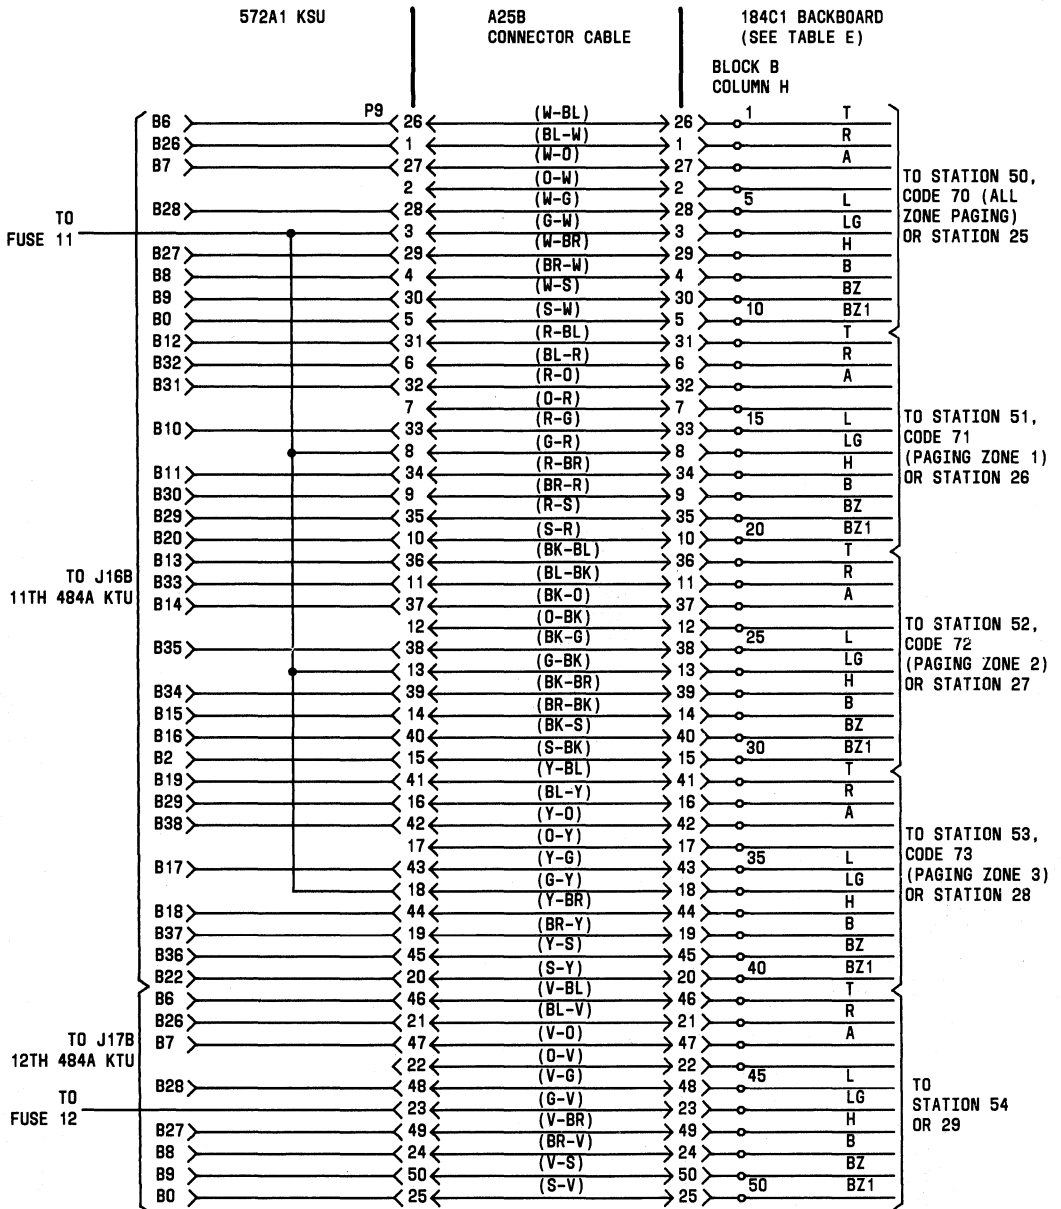 572A1 KSU A25B 184C1 BACKBOARD
CONNECTOR CABLE (SEE TABLE E)
BLOCK B
COLUMN H
P9
B6 26 (W-BL) 26 1 T
B26 1 (BL-W) 1 R
B7 27 (W-O) 27 A
2 (O-W) 2
B28 28 (W-G) 28 5 L
3 (G-W) 3 LG
B27 29 (W-BR) 29 H
B8 4 (BR-W) 4 B
B9 30 (W-S) 30 BZ
B0 5 (S-W) 5 10 BZ1
TO
FUSE 11
TO STATION 50,
CODE 70 (ALL
ZONE PAGING)
OR STATION 25
B12 31 (R-BL) 31 T
B32 6 (BL-R) 6 R
B31 32 (R-O) 32 A
7 (O-R) 7
B10 33 (R-G) 33 15 L
8 (G-R) 8 LG
B11 34 (R-BR) 34 H
B30 9 (BR-R) 9 B
B29 35 (R-S) 35 BZ
B20 10 (S-R) 10 20 BZ1
TO STATION 51,
CODE 71
(PAGING ZONE 1)
OR STATION 26
B13 36 (BK-BL) 36 T
B33 11 (BL-BK) 11 R
B14 37 (BK-O) 37 A
12 (O-BK) 12
B35 38 (BK-G) 38 25 L
13 (G-BK) 13 LG
B34 39 (BK-BR) 39 H
B15 14 (BR-BK) 14 B
B16 40 (BK-S) 40 BZ
B2 15 (S-BK) 15 30 BZ1
TO J16B
11TH 484A KTU
TO STATION 52,
CODE 72
(PAGING ZONE 2)
OR STATION 27
B19 41 (Y-BL) 41 T
B29 16 (BL-Y) 16 R
B38 42 (Y-O) 42 A
17 (O-Y) 17
B17 43 (Y-G) 43 35 L
18 (G-Y) 18 LG
B18 44 (Y-BR) 44 H
B37 19 (BR-Y) 19 B
B36 45 (Y-S) 45 BZ
B22 20 (S-Y) 20 40 BZ1
TO STATION 53,
CODE 73
(PAGING ZONE 3)
OR STATION 28
B6 46 (V-BL) 46 T
B26 21 (BL-V) 21 R
B7 47 (V-O) 47 A
22 (O-V) 22
B28 48 (V-G) 48 45 L
23 (G-V) 23 LG
B27 49 (V-BR) 49 H
B8 24 (BR-V) 24 B
B9 50 (V-S) 50 BZ
B0 25 (S-V) 25 50 BZ1
TO J17B
12TH 484A KTU
TO
FUSE 12
TO
STATION 54
OR 29